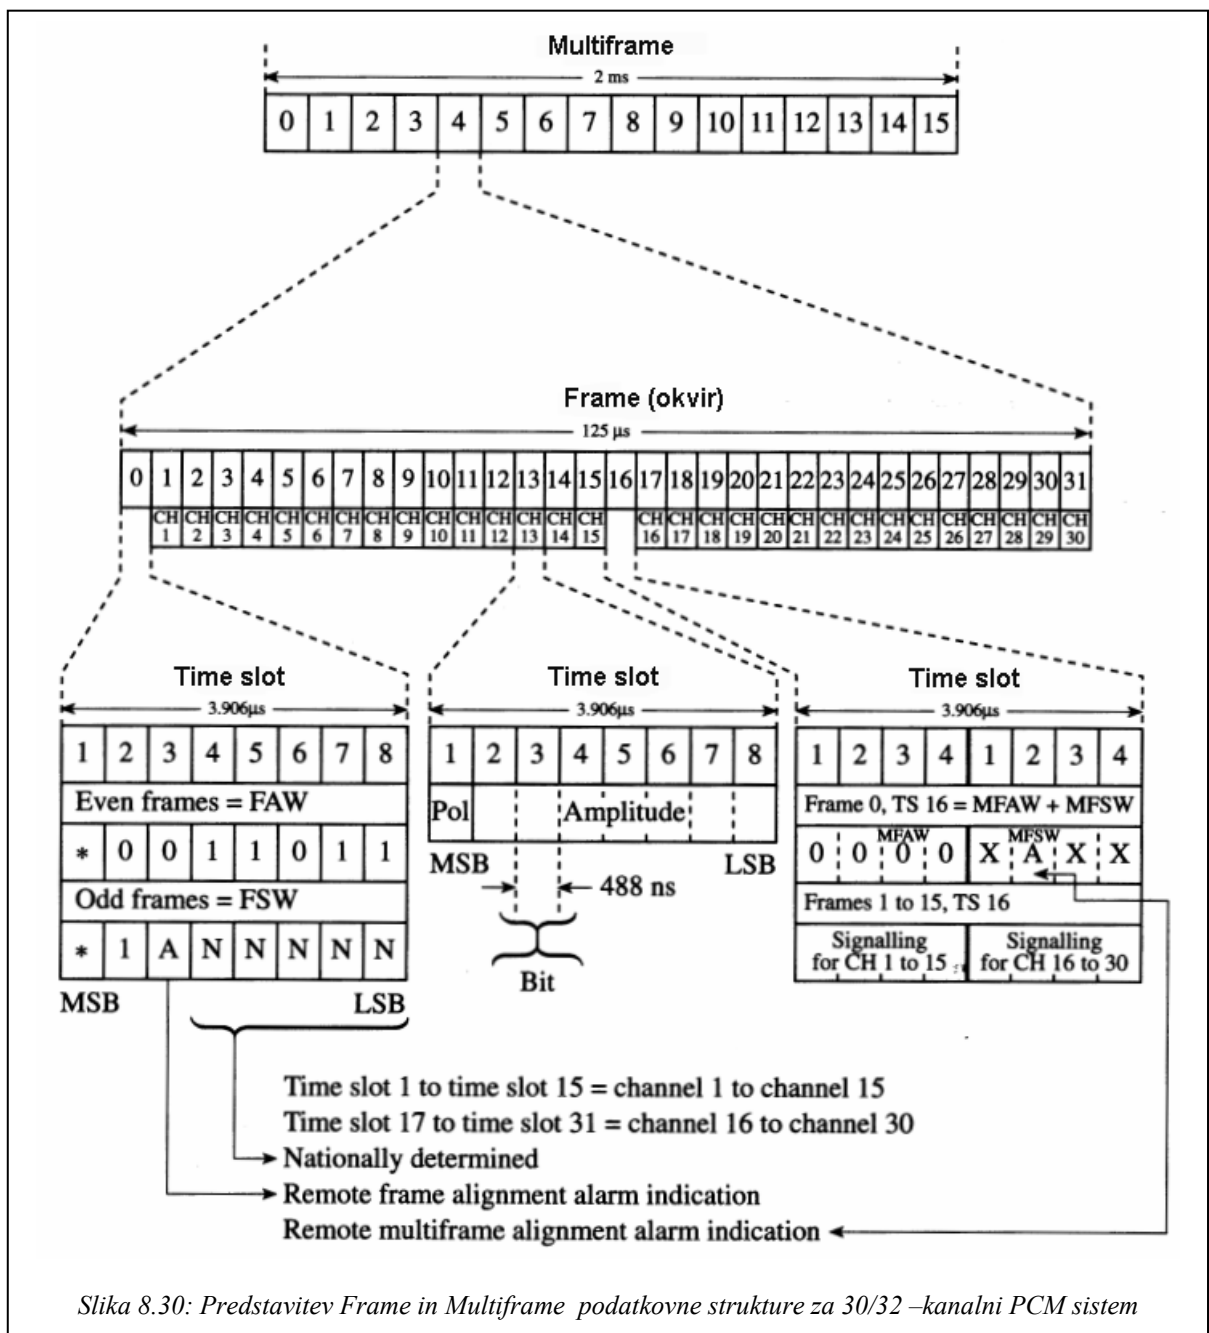 Multiframe
2 ms
0 1 2 3 4 5 6 7 8 9 10 11 12 13 14 15
Frame (okvir)
125 µs
0 1 2 3 4 5 6 7 8 9 10 11 12 13 14 15 16 17 18 19 20 21 22 23 24 25 26 27 28 29 30 31
CH CH CH CH CH CH CH CH CH CH CH CH CH CH CH CH CH CH CH CH CH CH CH CH CH CH CH CH CH CH
1 2 3 4 5 6 7 8 9 10 11 12 13 14 15 16 17 18 19 20 21 22 23 24 25 26 27 28 29 30
Time slot
3.906µs
1 2 3 4 5 6 7 8
Even frames = FAW
* 0 0 1 1 0 1 1
Odd frames = FSW
* 1 A N N N N N
MSB LSB
Time slot
3.906µs
1 2 3 4 5 6 7 8
Pol Amplitude
MSB LSB
488 ns
Bit
Time slot
3.906µs
1 2 3 4 1 2 3 4
Frame 0, TS 16 = MFAW + MFSW
MFAW MFSW
0 0 0 0 X A X X
Frames 1 to 15, TS 16
Signalling
for CH 1 to 15
Signalling
for CH 16 to 30
Time slot 1 to time slot 15 = channel 1 to channel 15
Time slot 17 to time slot 31 = channel 16 to channel 30
Nationally determined
Remote frame alignment alarm indication
Remote multiframe alignment alarm indication
Slika 8.30: Predstavitev Frame in Multiframe podatkovne strukture za 30/32 –kanalni PCM sistem